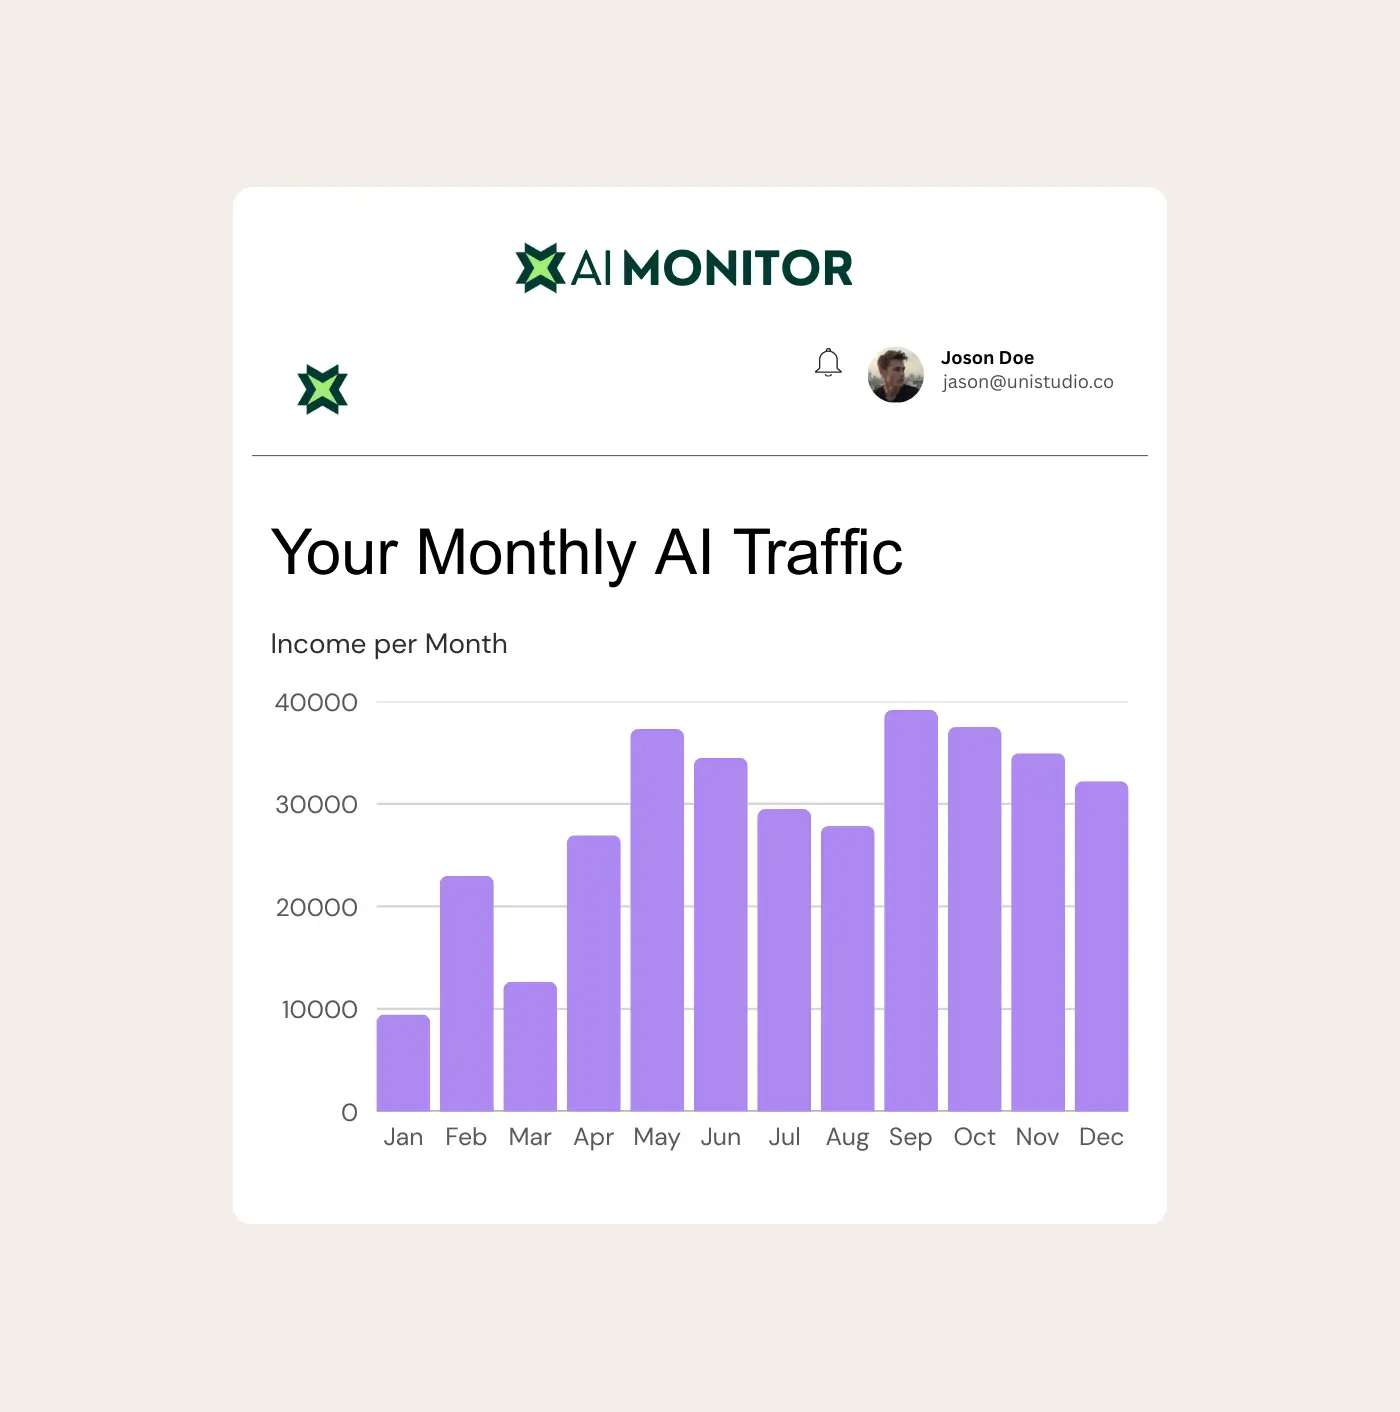 AI MONITOR
Joson Doe
jason@unistudio.co
Your Monthly AI Traffic
Income per Month
40000
30000
20000
10000
0
Jan Feb Mar Apr May Jun Jul Aug Sep Oct Nov Dec